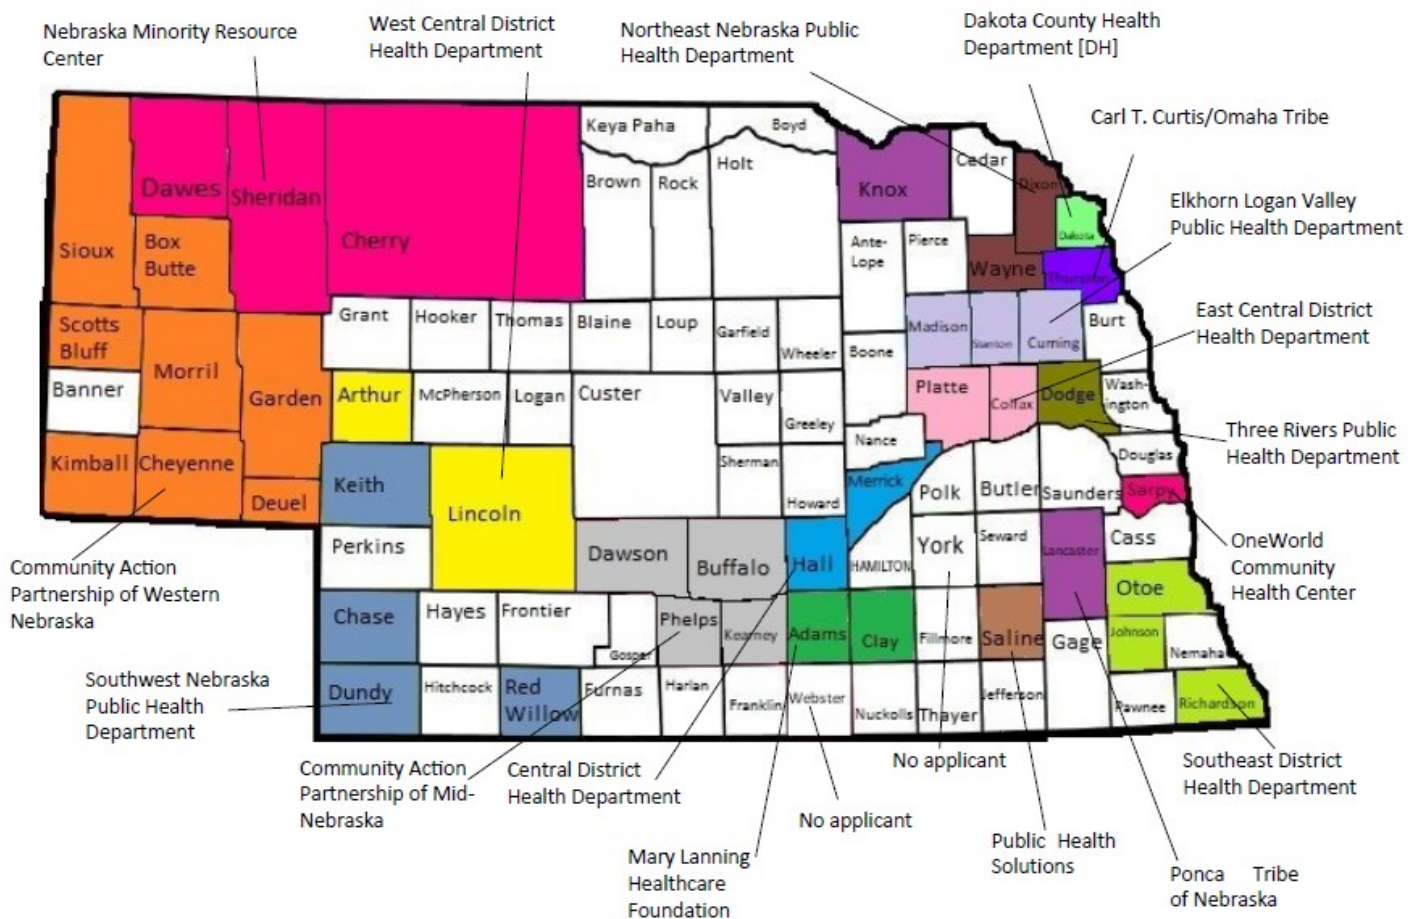 Nebraska Minority Resource
Center
West Central District
Health Department
Northeast Nebraska Public
Health Department
Dakota County Health
Department [DH]
Carl T. Curtis/Omaha Tribe
Elkhorn Logan Valley
Public Health Department
East Central District
Health Department
Three Rivers Public
Health Department
OneWorld
Community
Health Center
Southeast District
Health Department
Ponca Tribe
of Nebraska
Public Health
Solutions
No applicant
No applicant
Mary Lanning
Healthcare
Foundation
Central District
Health Department
Community Action
Partnership of Mid-
Nebraska
Southwest Nebraska
Public Health
Department
Community Action
Partnership of Western
Nebraska
Sioux
Dawes
Box
Butte
Sheridan
Cherry
Keya Paha
Boyd
Brown
Rock
Holt
Knox
Cedar
Dixon
Dakota
Ante-
Lope
Pierce
Wayne
Thurston
Scotts
Bluff
Banner
Morril
Garden
Kimball
Cheyenne
Deuel
Grant
Hooker
Thomas
Blaine
Loup
Garfield
Wheeler
Boone
Madison
Stanton
Cuming
Burt
Arthur
McPherson
Logan
Custer
Valley
Greeley
Nance
Platte
Colfax
Dodge
Wash-
ington
Keith
Lincoln
Sherman
Howard
Merrick
Polk
Butler
Saunders
Douglas
Sarpy
Perkins
Dawson
Buffalo
Hall
HAMILTON
York
Seward
Lancaster
Cass
Otoe
Chase
Hayes
Frontier
Gosper
Phelps
Kearney
Adams
Clay
Fillmore
Saline
Gage
Johnson
Nemaha
Dundy
Hitchcock
Red
Willow
Furnas
Harlan
Franklin
Webster
Nuckolls
Thayer
Jefferson
Pawnee
Richardson